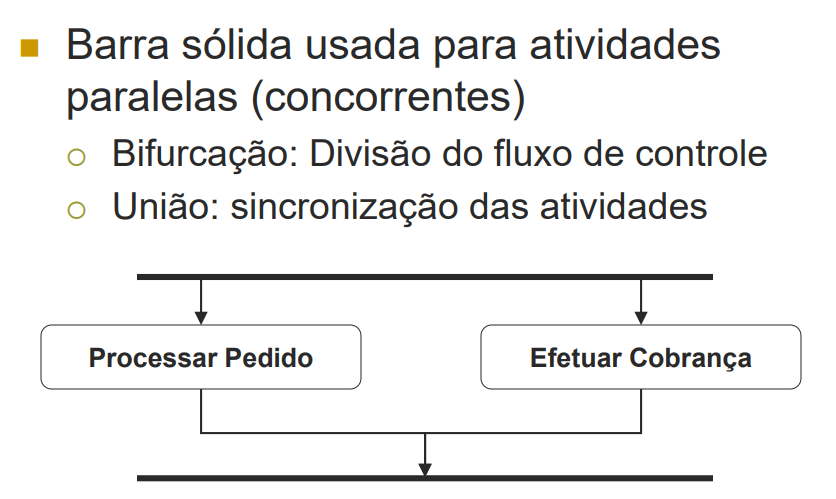 Barra sólida usada para atividades
paralelas (concorrentes)
Bifurcação: Divisão do fluxo de controle
União: sincronização das atividades
Processar Pedido
Efetuar Cobrança